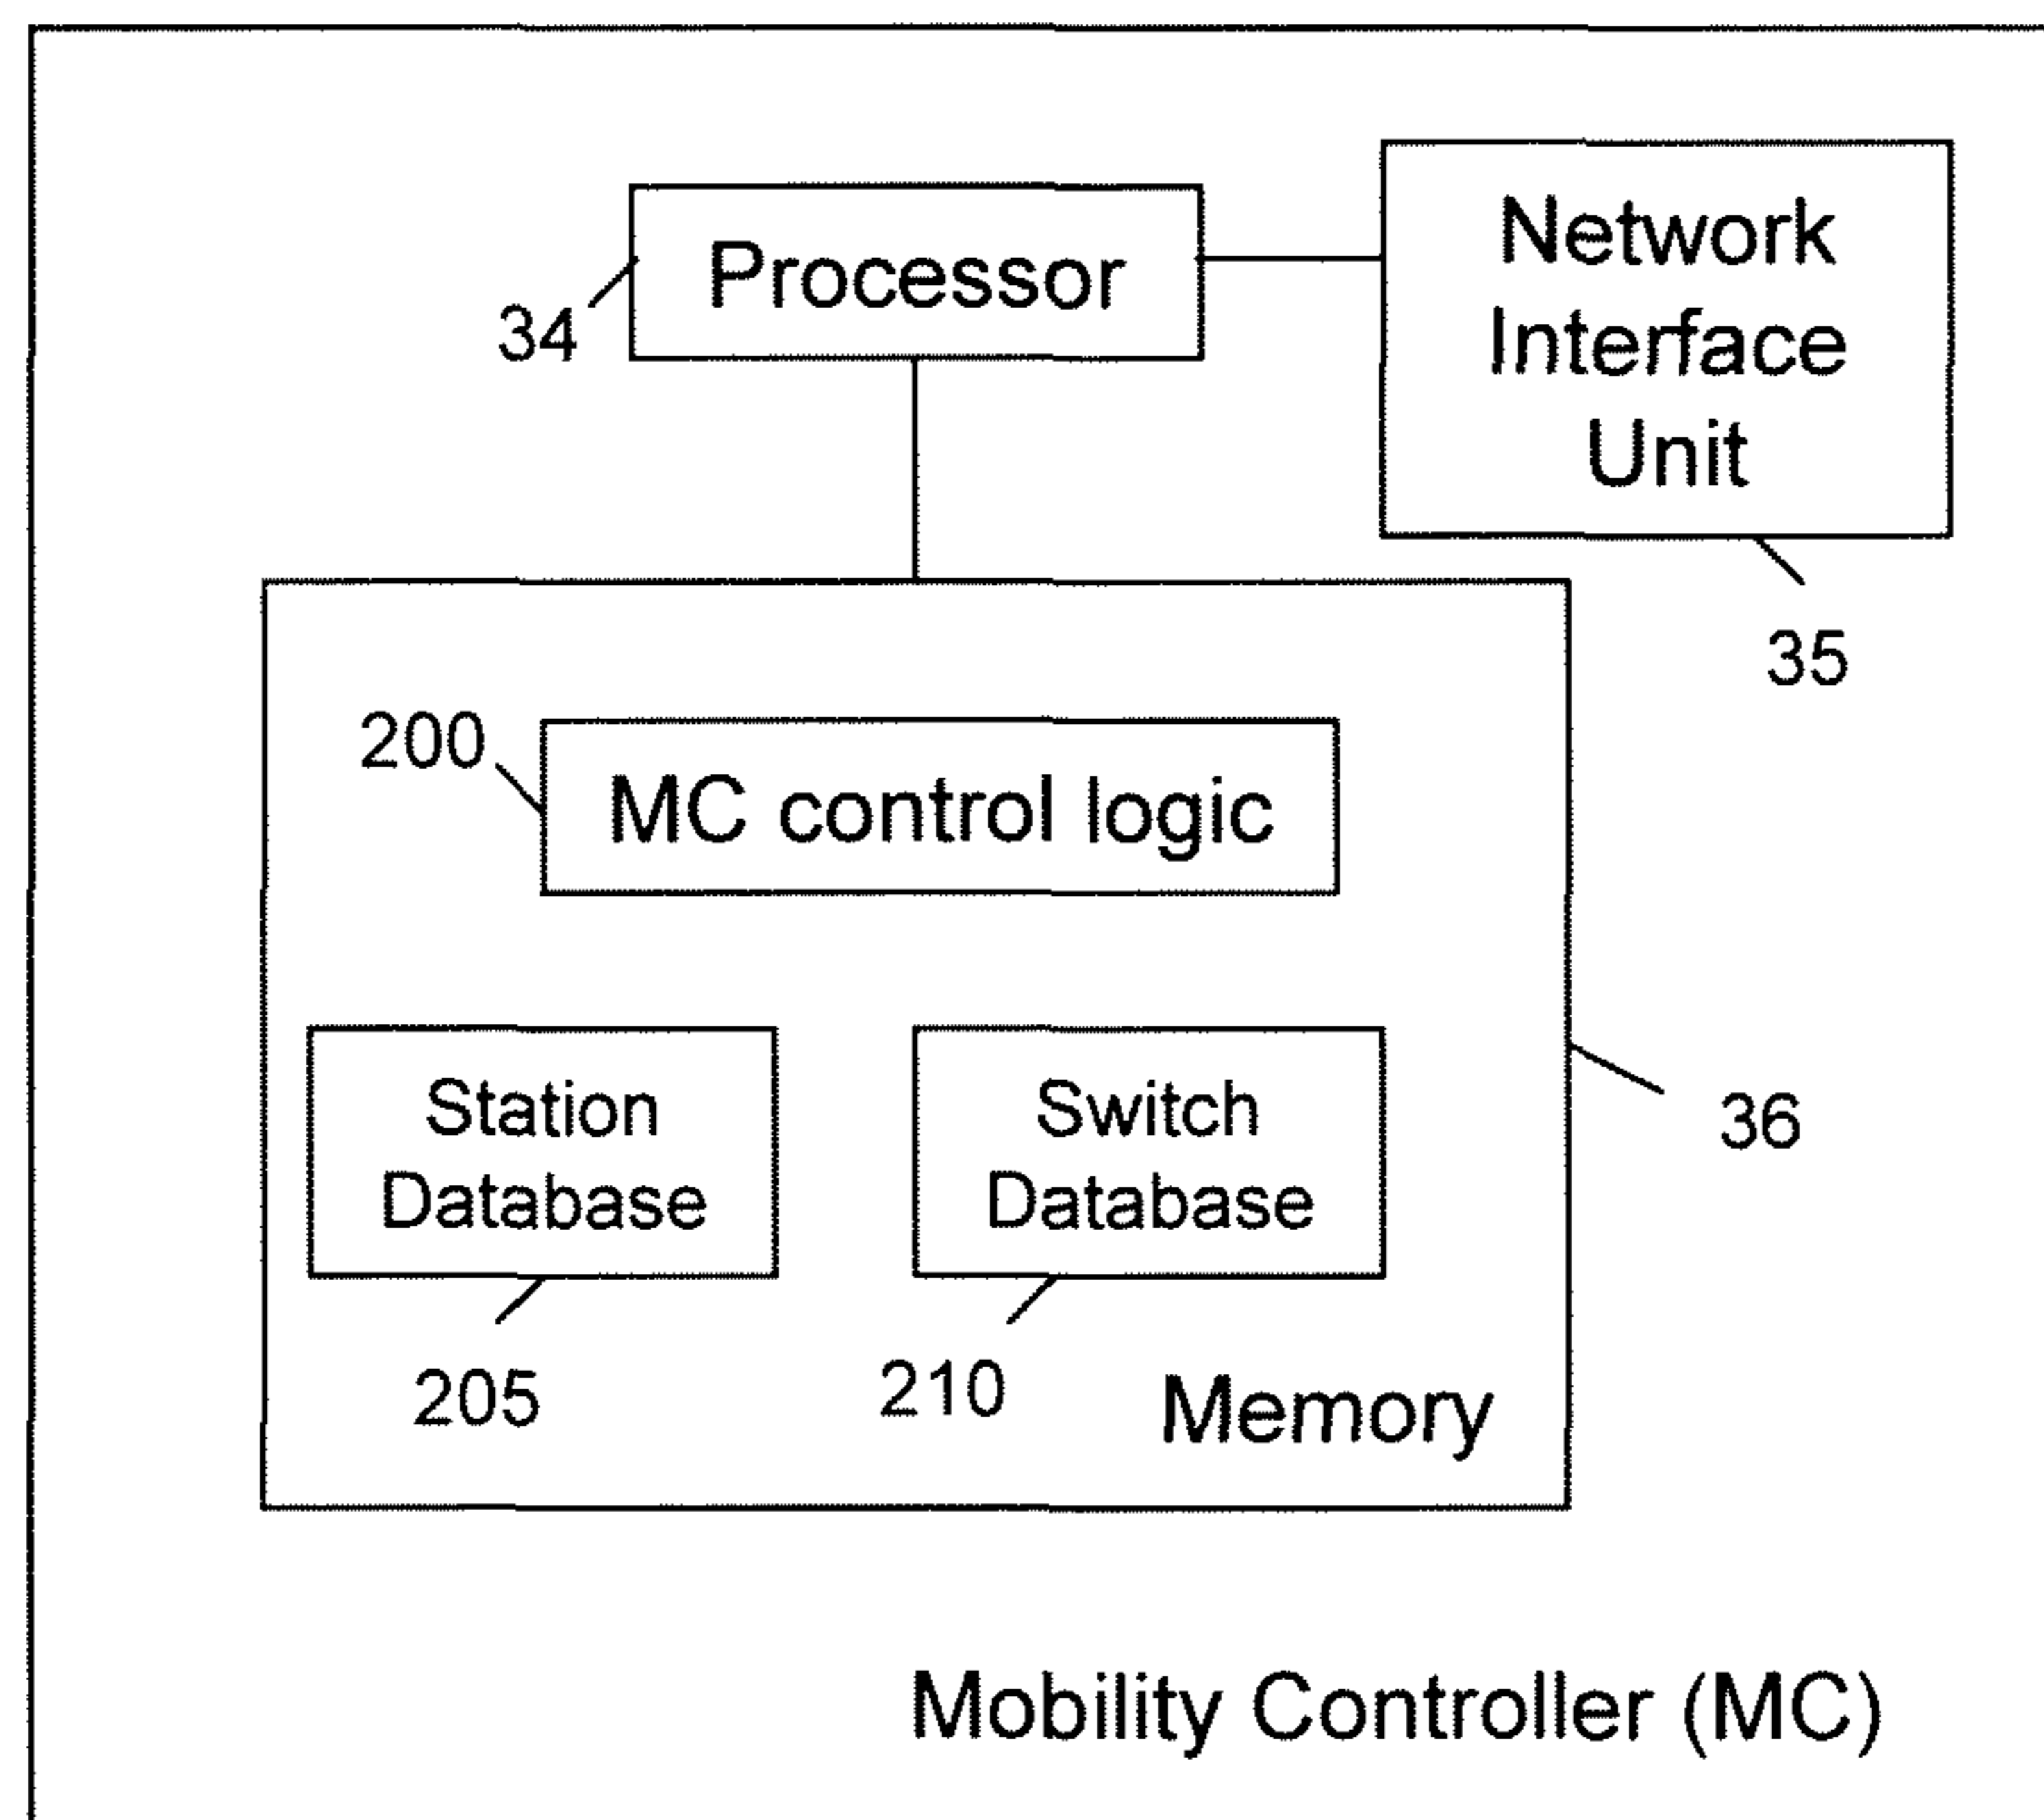 Processor
34
Network
Interface
Unit
35
200
MC control logic
Station
Database
Switch
Database
36
205
210
Memory
Mobility Controller (MC)